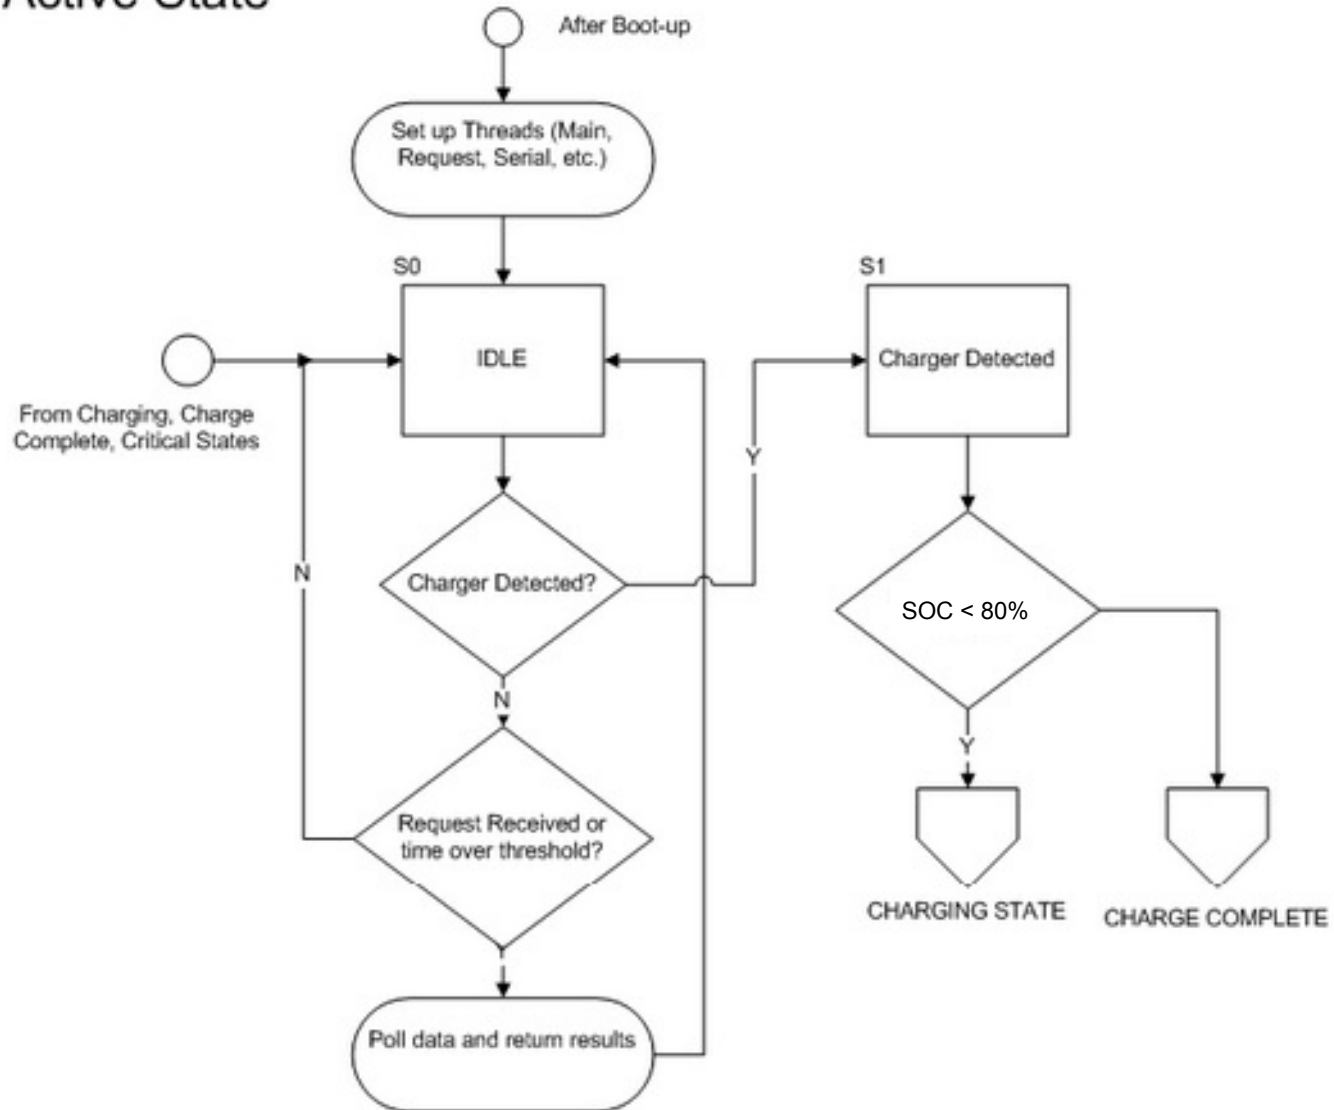 Active State
After Boot-up
Set up Threads (Main,
Request, Serial, etc.)
S0
S1
IDLE
Charger Detected
From Charging, Charge
Complete, Critical States
Y
N
Charger Detected?
SOC < 80%
N
Y
Request Received or
time over threshold?
CHARGING STATE
CHARGE COMPLETE
Y
Poll data and return results